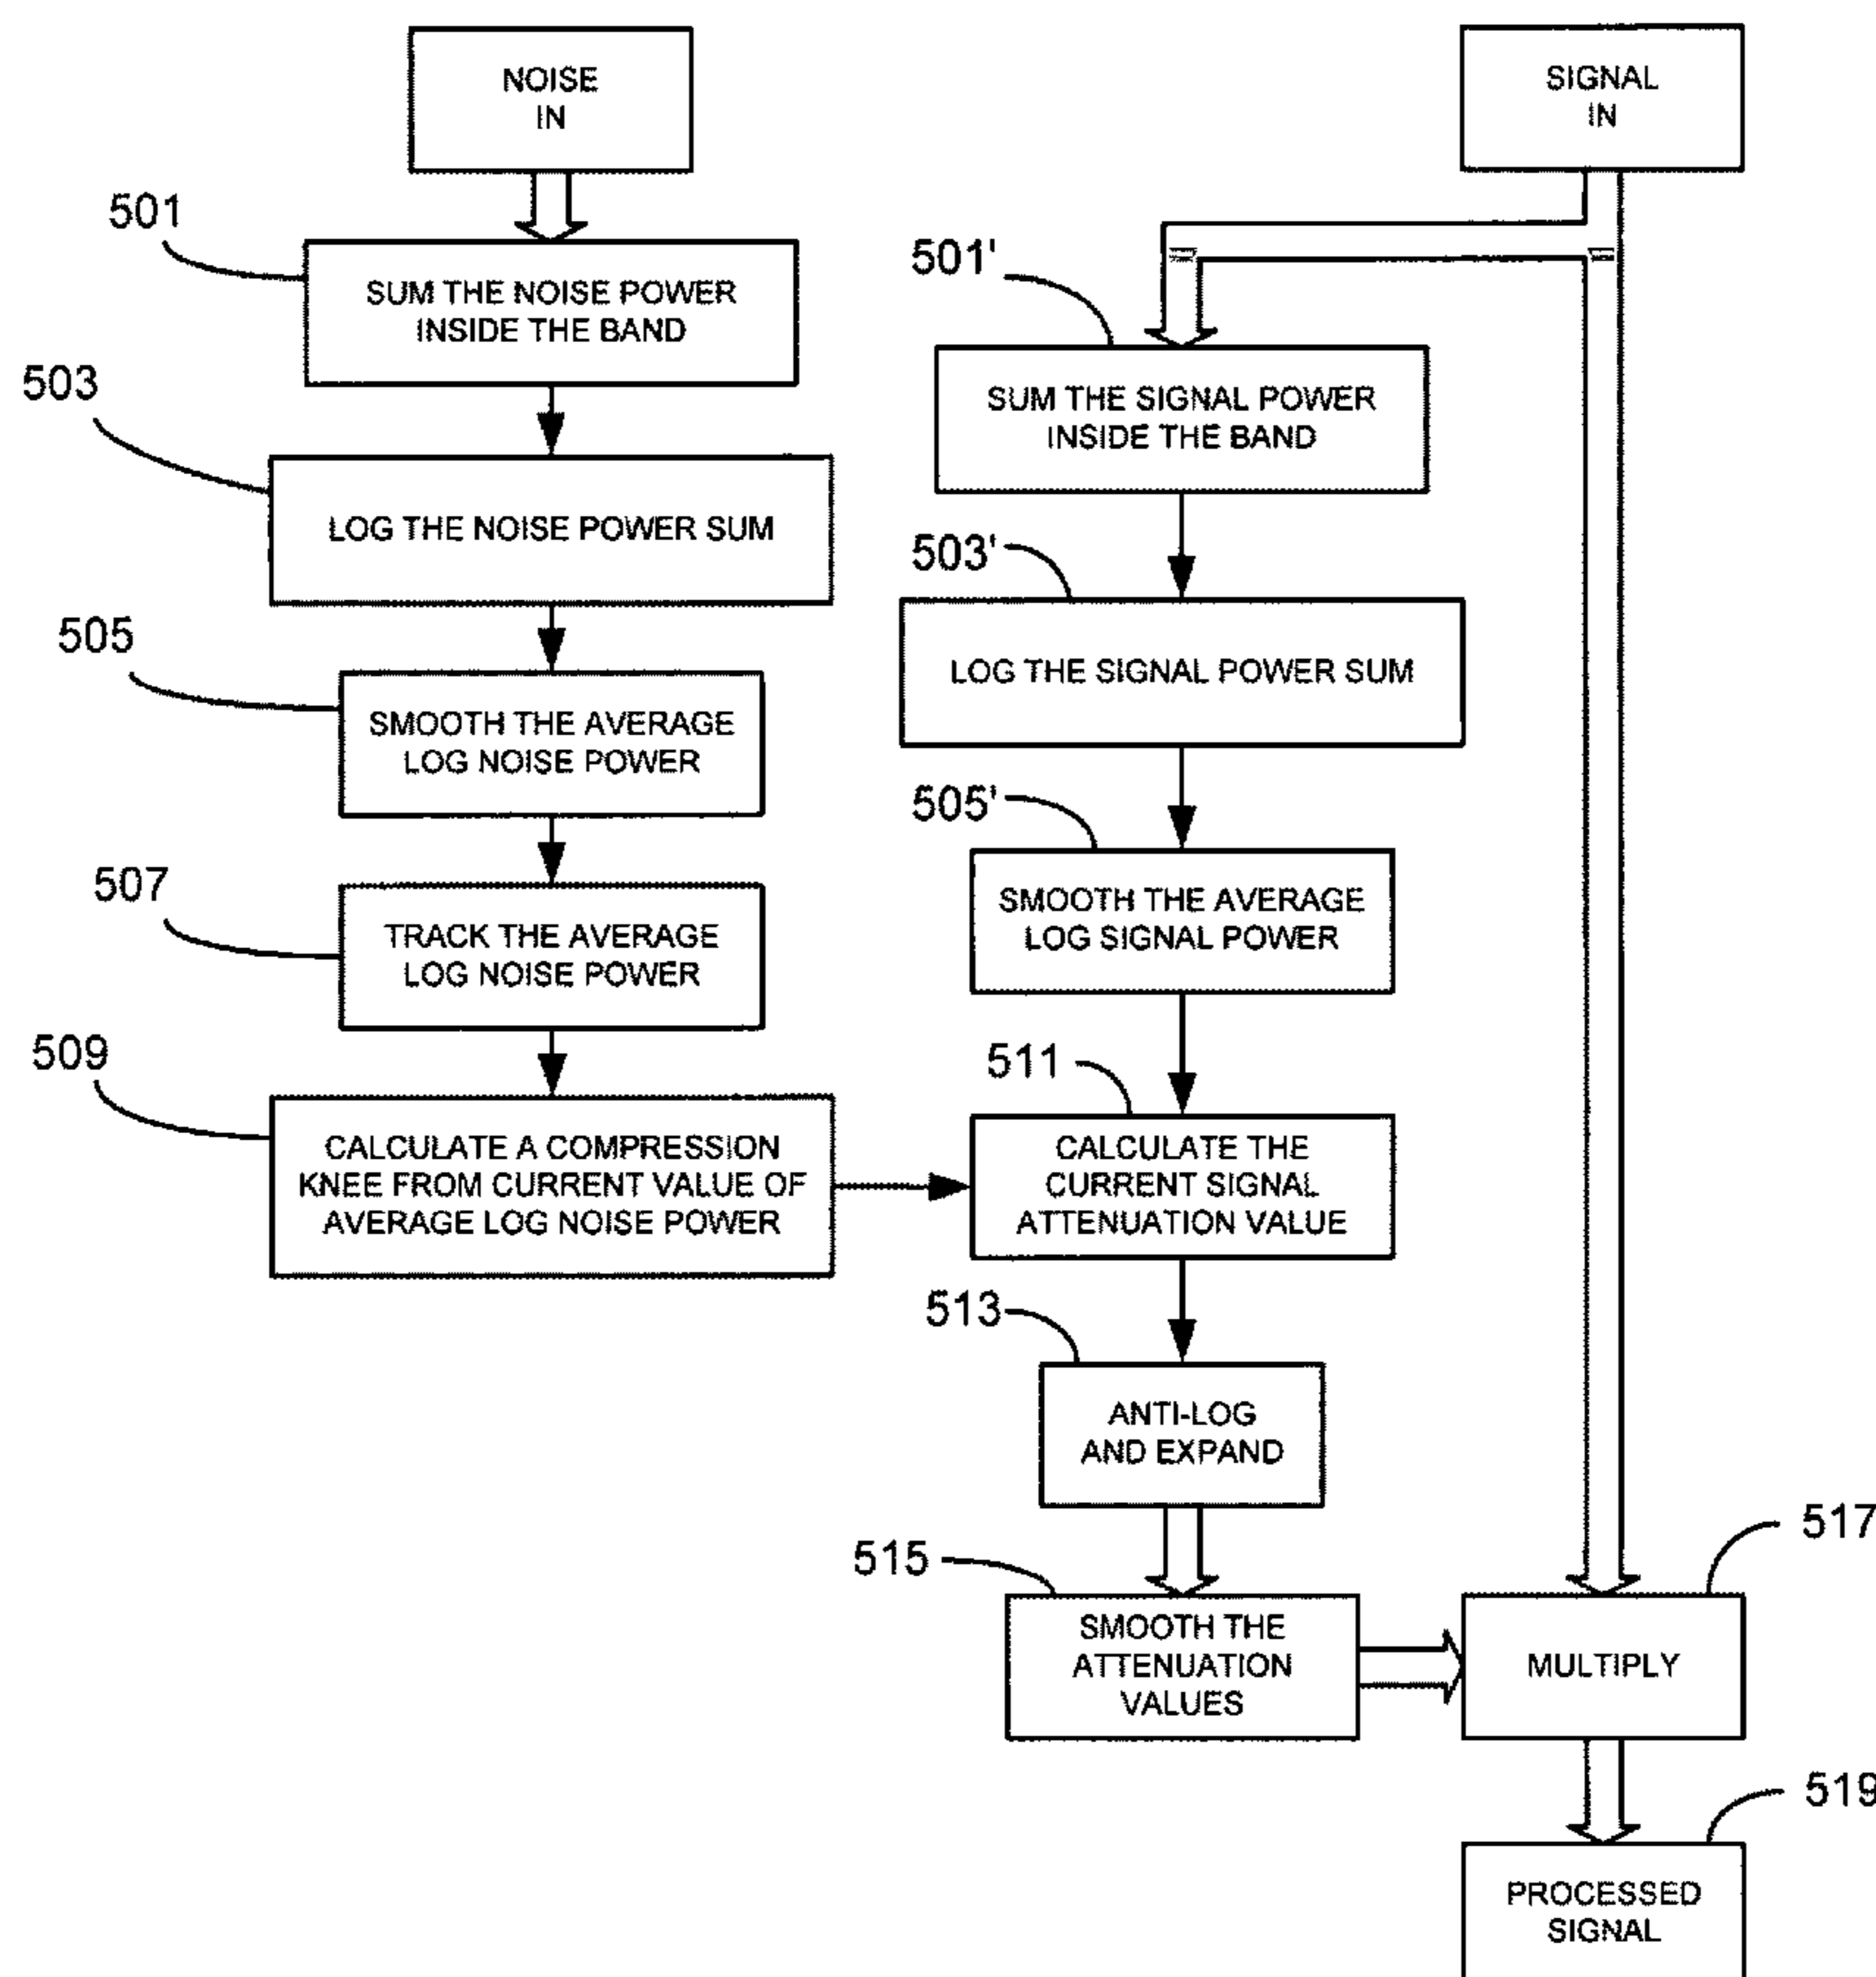 NOISE
IN
SIGNAL
IN
501
SUM THE NOISE POWER
INSIDE THE BAND
501'
SUM THE SIGNAL POWER
INSIDE THE BAND
503
LOG THE NOISE POWER SUM
503'
LOG THE SIGNAL POWER SUM
505
SMOOTH THE AVERAGE
LOG NOISE POWER
505'
SMOOTH THE AVERAGE
LOG SIGNAL POWER
507
TRACK THE AVERAGE
LOG NOISE POWER
509
CALCULATE A COMPRESSION
KNEE FROM CURRENT VALUE OF
AVERAGE LOG NOISE POWER
511
CALCULATE THE
CURRENT SIGNAL
ATTENUATION VALUE
513
ANTI-LOG
AND EXPAND
515
SMOOTH THE
ATTENUATION
VALUES
517
MULTIPLY
519
PROCESSED
SIGNAL